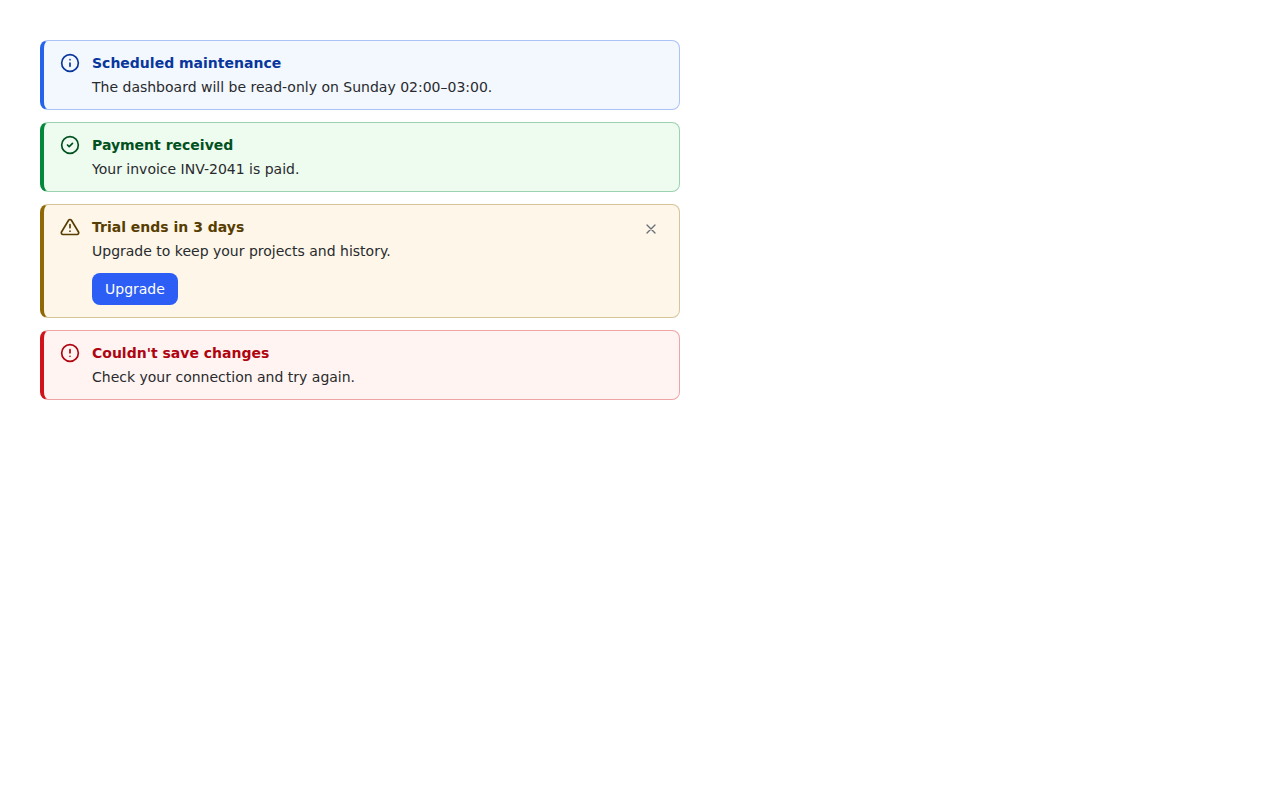 Scheduled maintenance
The dashboard will be read-only on Sunday 02:00–03:00.
Payment received
Your invoice INV-2041 is paid.
Trial ends in 3 days
Upgrade to keep your projects and history.
Upgrade
Couldn't save changes
Check your connection and try again.